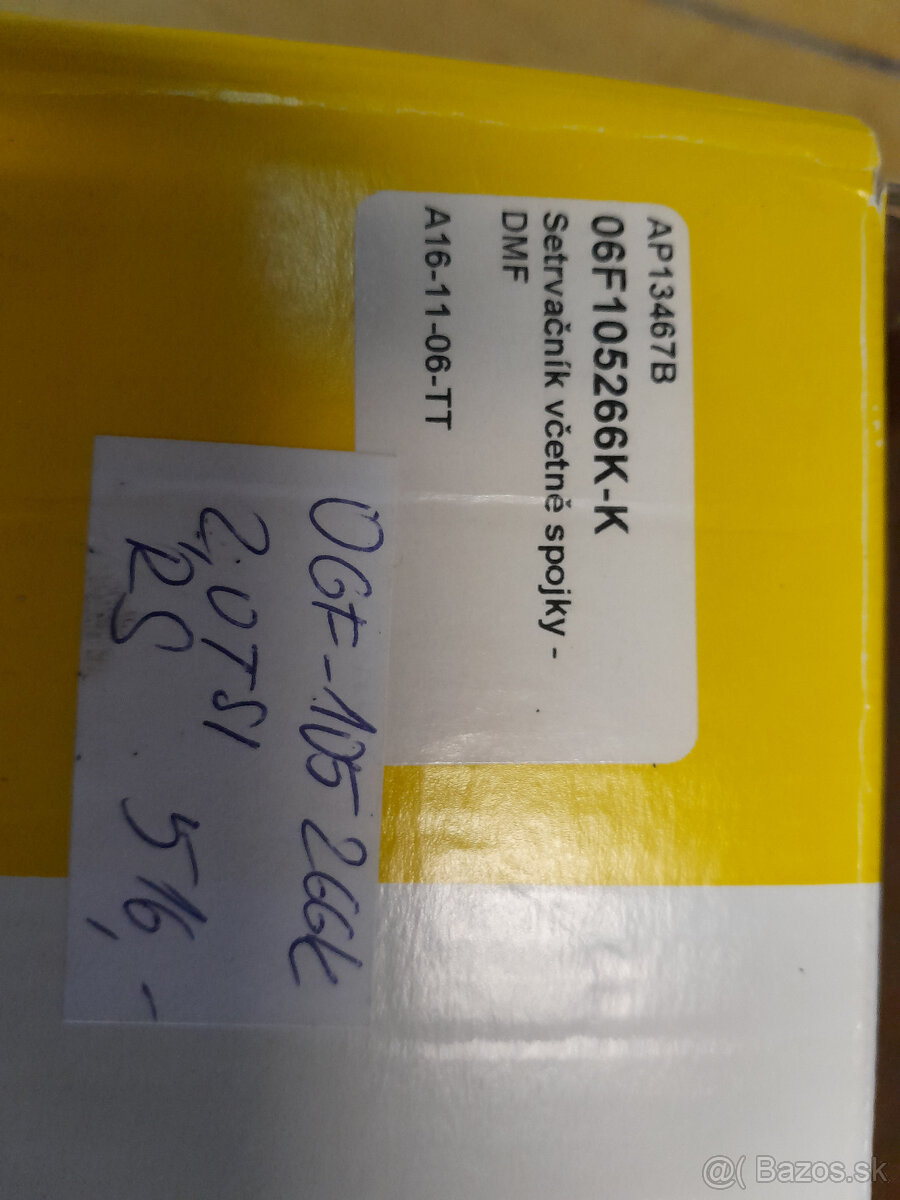 AP13467B
06F105266K-K
Setrvačník včetně spojky -
DMF
A16-11-06-TT
06F-105 266K
2.0TSI
RS
516,-
@( Bazos.sk